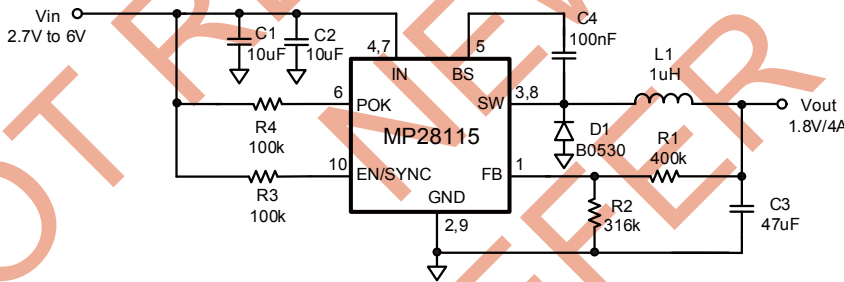 Vin
2.7V to 6V
C1
10uF
C2
10uF
4,7
IN
5
BS
C4
100nF
L1
1uH
6
POK
SW
3,8
Vout
1.8V/4A
R4
100k
MP28115
D1
B0530
R1
400k
10
EN/SYNC
FB
1
R3
100k
GND
2,9
R2
316k
C3
47uF